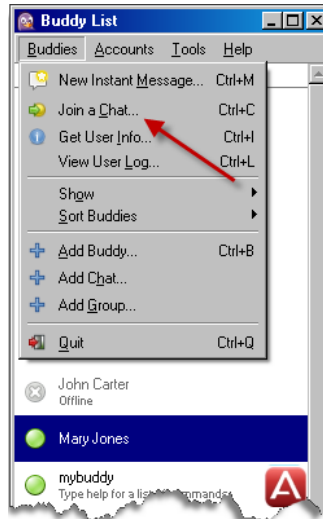 Buddy List
Buddies Accounts Tools Help
New Instant Message... Ctrl+M
Join a Chat... Ctrl+C
Get User Info... Ctrl+I
View User Log... Ctrl+L
Show
Sort Buddies
Add Buddy... Ctrl+B
Add Chat...
Add Group...
Quit Ctrl+Q
John Carter
Offline
Mary Jones
mybuddy
Type help for a list